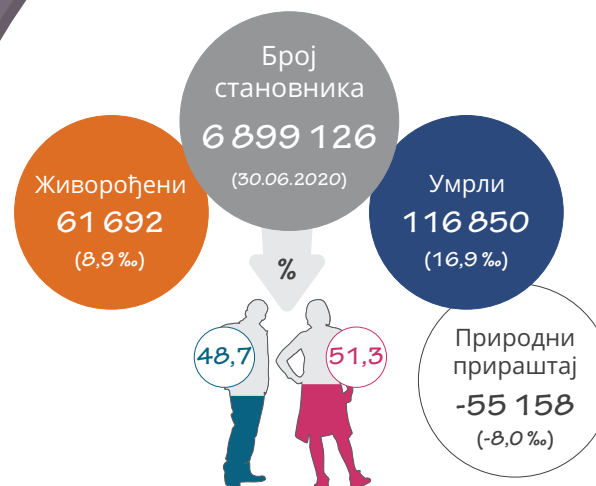 Број
становника
6 899 126
(30.06.2020)
Живорођени
61 692
(8,9 ‰)
Умрли
116 850
(16,9 ‰)
%
48,7
51,3
Природни
прираштај
-55 158
(-8,0 ‰)